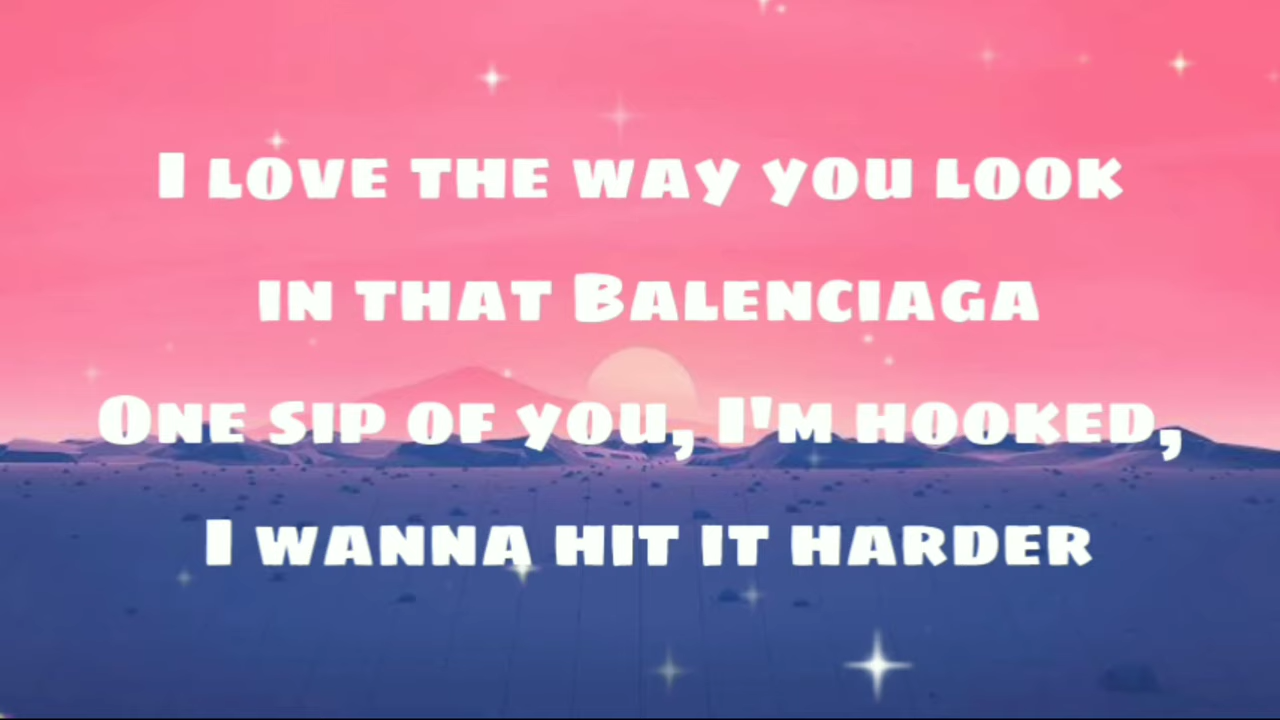 I love the way you look
in that Balenciaga
One sip of you, I'm hooked,
I wanna hit it harder